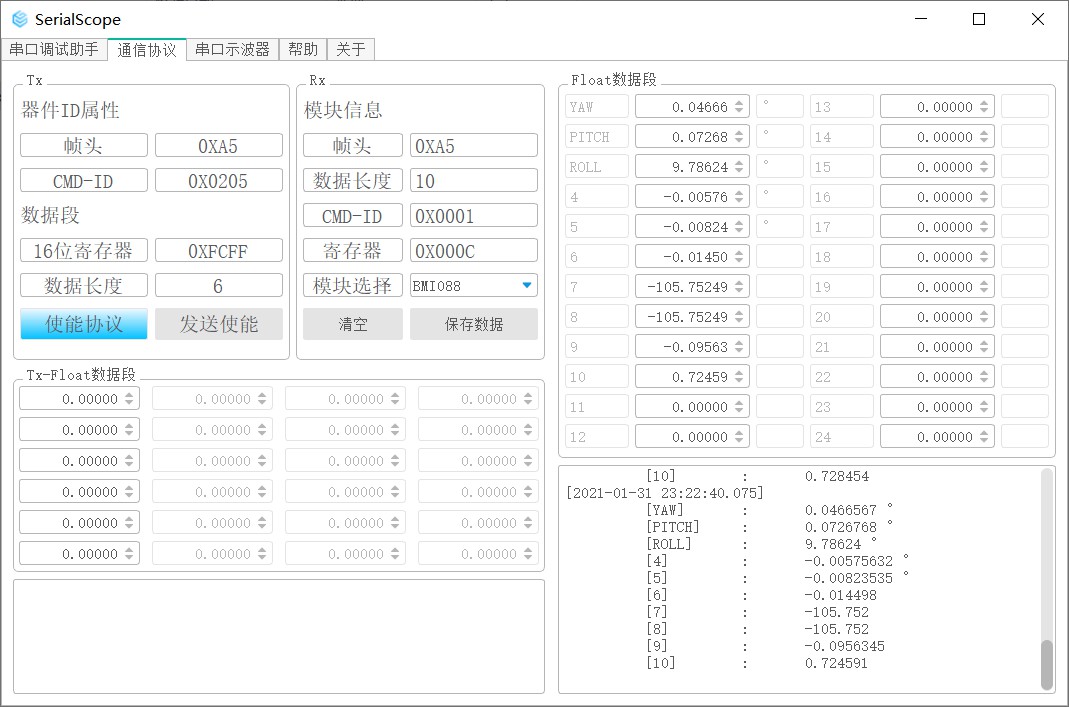 SerialScope
串口调试助手 通信协议 串口示波器 帮助 关于
Tx
器件ID属性
帧头 0XA5
CMD-ID 0X0205
数据段
16位寄存器 0XFCFF
数据长度 6
使能协议 发送使能
Rx
模块信息
帧头 0XA5
数据长度 10
CMD-ID 0X0001
寄存器 0X000C
模块选择 BMI088
清空 保存数据
Tx-Float数据段
0.00000 0.00000 0.00000 0.00000
0.00000 0.00000 0.00000 0.00000
0.00000 0.00000 0.00000 0.00000
0.00000 0.00000 0.00000 0.00000
0.00000 0.00000 0.00000 0.00000
0.00000 0.00000 0.00000 0.00000
Float数据段
YAW 0.04666 ° 13 0.00000
PITCH 0.07268 ° 14 0.00000
ROLL 9.78624 ° 15 0.00000
4 -0.00576 ° 16 0.00000
5 -0.00824 ° 17 0.00000
6 -0.01450 18 0.00000
7 -105.75249 19 0.00000
8 -105.75249 20 0.00000
9 -0.09563 21 0.00000
10 0.72459 22 0.00000
11 0.00000 23 0.00000
12 0.00000 24 0.00000
[10] : 0.728454
[2021-01-31 23:22:40.075]
[YAW] : 0.0466567 °
[PITCH] : 0.0726768 °
[ROLL] : 9.78624 °
[4] : -0.00575632 °
[5] : -0.00823535 °
[6] : -0.014498
[7] : -105.752
[8] : -105.752
[9] : -0.0956345
[10] : 0.724591